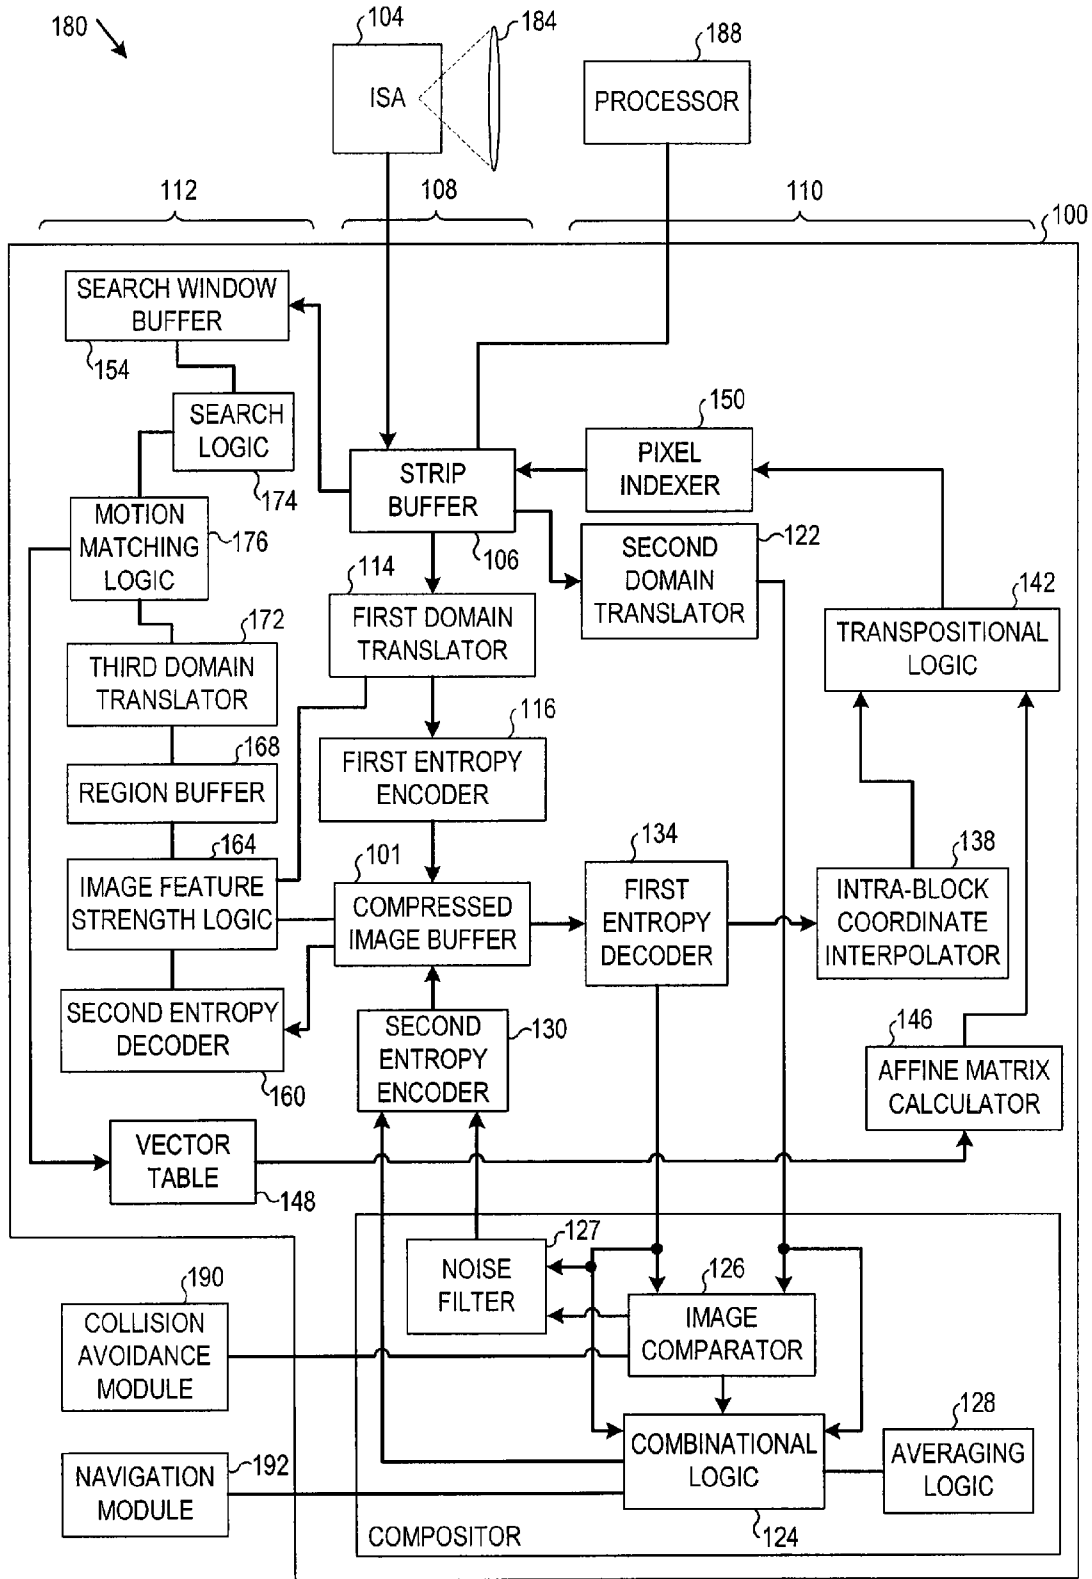 180
104
184
188
ISA
PROCESSOR
112
108
110
100
SEARCH WINDOW
BUFFER
154
SEARCH
LOGIC
174
150
PIXEL
INDEXER
STRIP
BUFFER
106
MOTION
MATCHING
LOGIC
176
122
SECOND
DOMAIN
TRANSLATOR
114
FIRST DOMAIN
TRANSLATOR
142
TRANSPOSITIONAL
LOGIC
172
THIRD DOMAIN
TRANSLATOR
116
FIRST ENTROPY
ENCODER
168
REGION BUFFER
164
IMAGE FEATURE
STRENGTH LOGIC
101
COMPRESSED
IMAGE BUFFER
134
FIRST
ENTROPY
DECODER
138
INTRA-BLOCK
COORDINATE
INTERPOLATOR
SECOND ENTROPY
DECODER
160
SECOND
ENTROPY
ENCODER
130
146
AFFINE MATRIX
CALCULATOR
VECTOR
TABLE
148
127
NOISE
FILTER
126
IMAGE
COMPARATOR
190
COLLISION
AVOIDANCE
MODULE
128
AVERAGING
LOGIC
COMBINATIONAL
LOGIC
124
192
NAVIGATION
MODULE
COMPOSITOR